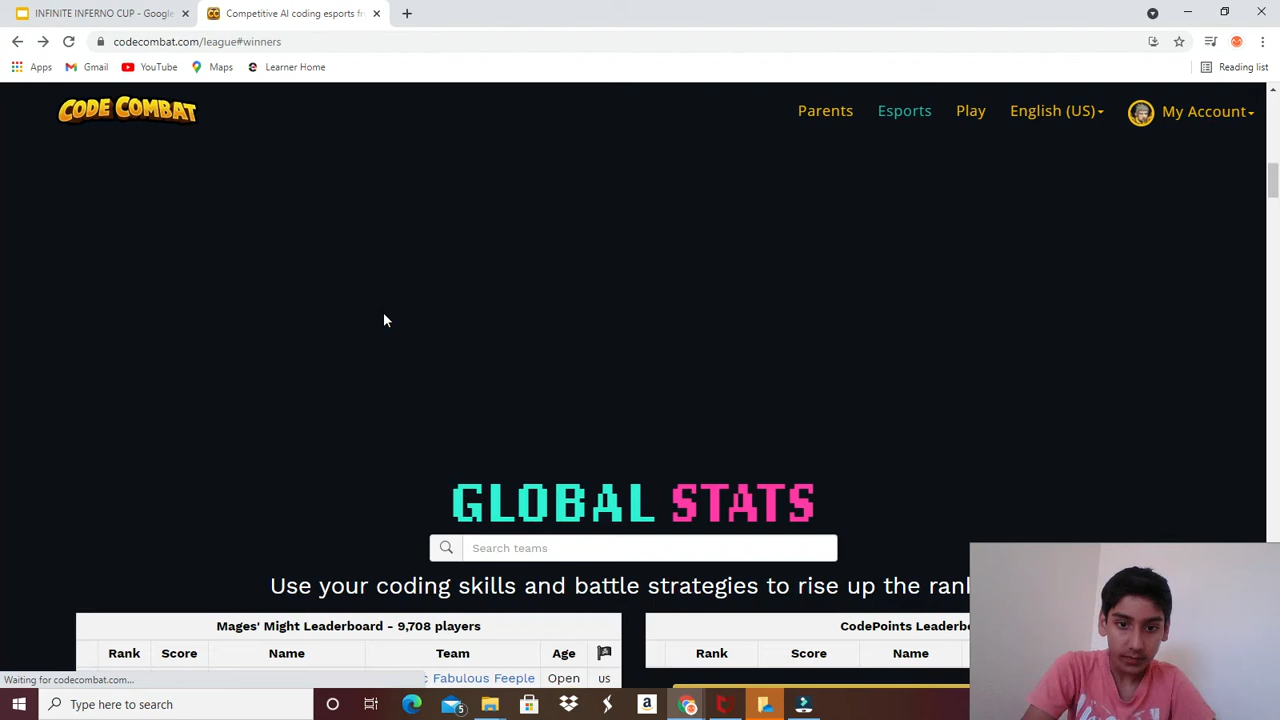 INFINITE INFERNO CUP - Google
Competitive AI coding esports fr
codecombat.com/league#winners
Apps
Gmail
YouTube
Maps
Learner Home
Reading list
CODE COMBAT
Parents
Esports
Play
English (US)
My Account
GLOBAL STATS
Search teams
Use your coding skills and battle strategies to rise up the rank
Mages' Might Leaderboard - 9,708 players
Rank Score Name Team Age
c Fabulous Feeple Open us
CodePoints Leaderbo
Rank Score Name
Waiting for codecombat.com...
Type here to search
5